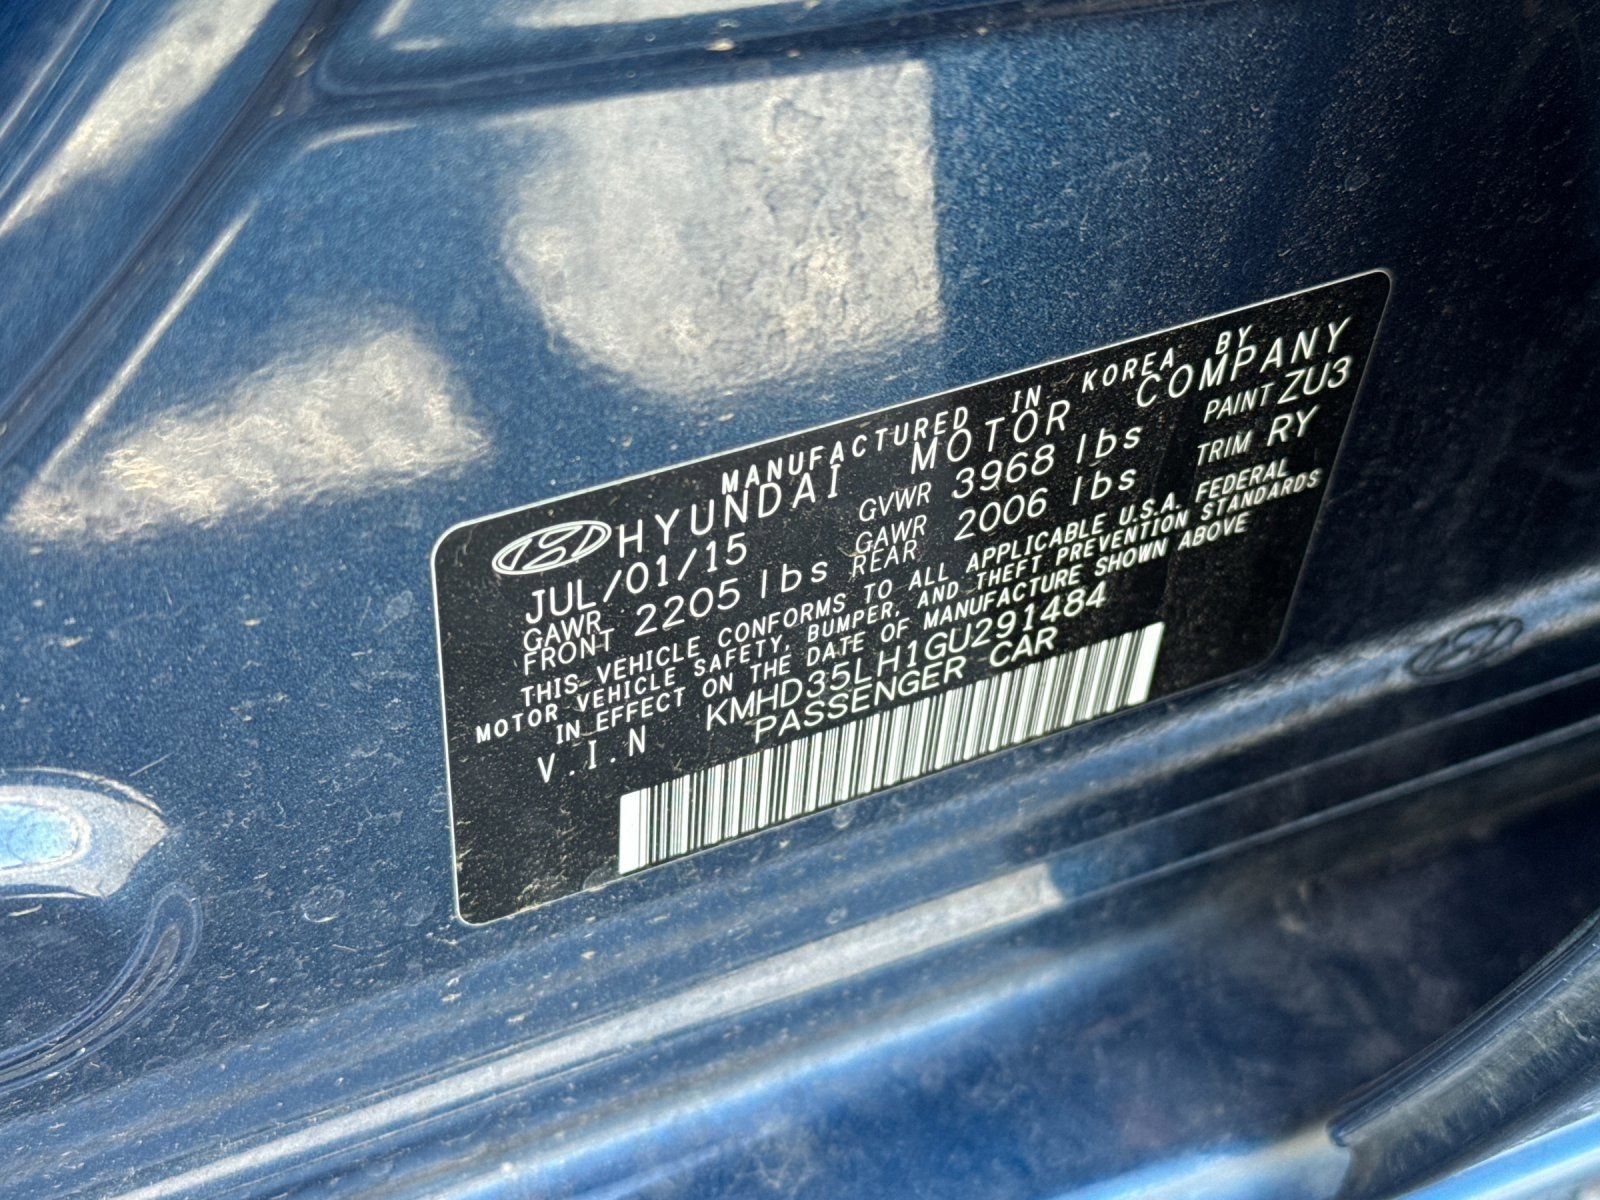 MANUFACTURED IN KOREA BY
HYUNDAI MOTOR COMPANY
JUL/01/15 GVWR 3968 lbs PAINT ZU3
GAWR FRONT 2205 lbs GAWR REAR 2006 lbs TRIM RY
THIS VEHICLE CONFORMS TO ALL APPLICABLE U.S.A. FEDERAL
MOTOR VEHICLE SAFETY, BUMPER, AND THEFT PREVENTION STANDARDS
IN EFFECT ON THE DATE OF MANUFACTURE SHOWN ABOVE
V.I.N KMHD35LH1GU291484
PASSENGER CAR